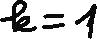 k = 1